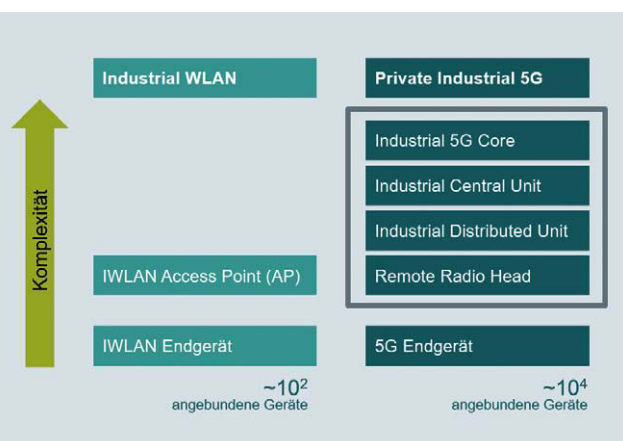 Industrial WLAN
Private Industrial 5G
Industrial 5G Core
Industrial Central Unit
Industrial Distributed Unit
IWLAN Access Point (AP)
Remote Radio Head
IWLAN Endgerät
5G Endgerät
~10²
angebundene Geräte
~10⁴
angebundene Geräte
Komplexität